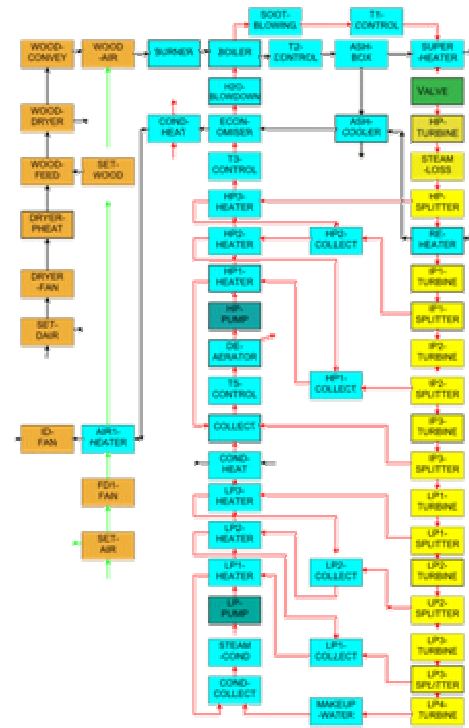 SOOT-
BLOWING
T1-
CONTROL
WOOD-
CONVEY
WOOD
-AIR
BURNER
BOILER
T2-
CONTROL
ASH-
BOX
SUPER
-HEATER
H2O-
BLOWDOWN
VALVE
WOOD-
DRYER
COND-
HEAT
ECON-
OMISER
ASH-
COOLER
HP-
TURBINE
WOOD-
FEED
SET-
WOOD
T3-
CONTROL
STEAM
-LOSS
HP3-
HEATER
HP-
SPLITTER
DRYER-
PHEAT
HP2-
HEATER
HP2-
COLLECT
RE-
HEATER
DRYER
-FAN
HP1-
HEATER
IP1-
TURBINE
SET-
DAIR
HP-
PUMP
IP1-
SPLITTER
DE-
AERATOR
IP2-
TURBINE
T5-
CONTROL
HP1-
COLLECT
IP2-
SPLITTER
ID-
FAN
AIR1-
HEATER
COLLECT
IP3-
TURBINE
COND-
HEAT
IP3-
SPLITTER
FD1-
FAN
LP3-
HEATER
LP1-
TURBINE
SET-
AIR
LP2-
HEATER
LP1-
SPLITTER
LP1-
HEATER
LP2-
COLLECT
LP2-
TURBINE
LP-
PUMP
LP2-
SPLITTER
STEAM
-COND
LP1-
COLLECT
LP3-
TURBINE
COND-
COLLECT
LP3-
SPLITTER
MAKEUP
-WATER
LP4-
TURBINE